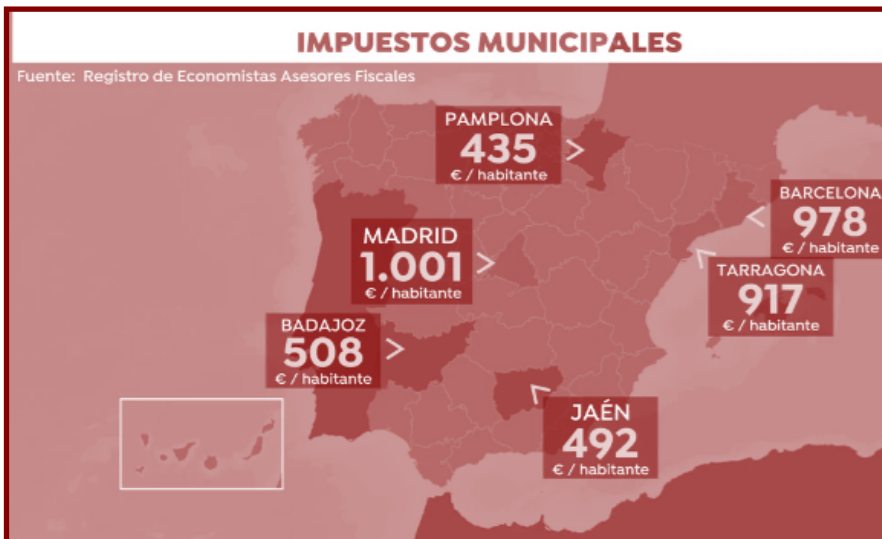 IMPUESTOS MUNICIPALES
Fuente: Registro de Economistas Asesores Fiscales
PAMPLONA
435
€ / habitante
BARCELONA
978
€ / habitante
MADRID
1.001
€ / habitante
TARRAGONA
917
€ / habitante
BADAJOZ
508
€ / habitante
JAÉN
492
€ / habitante